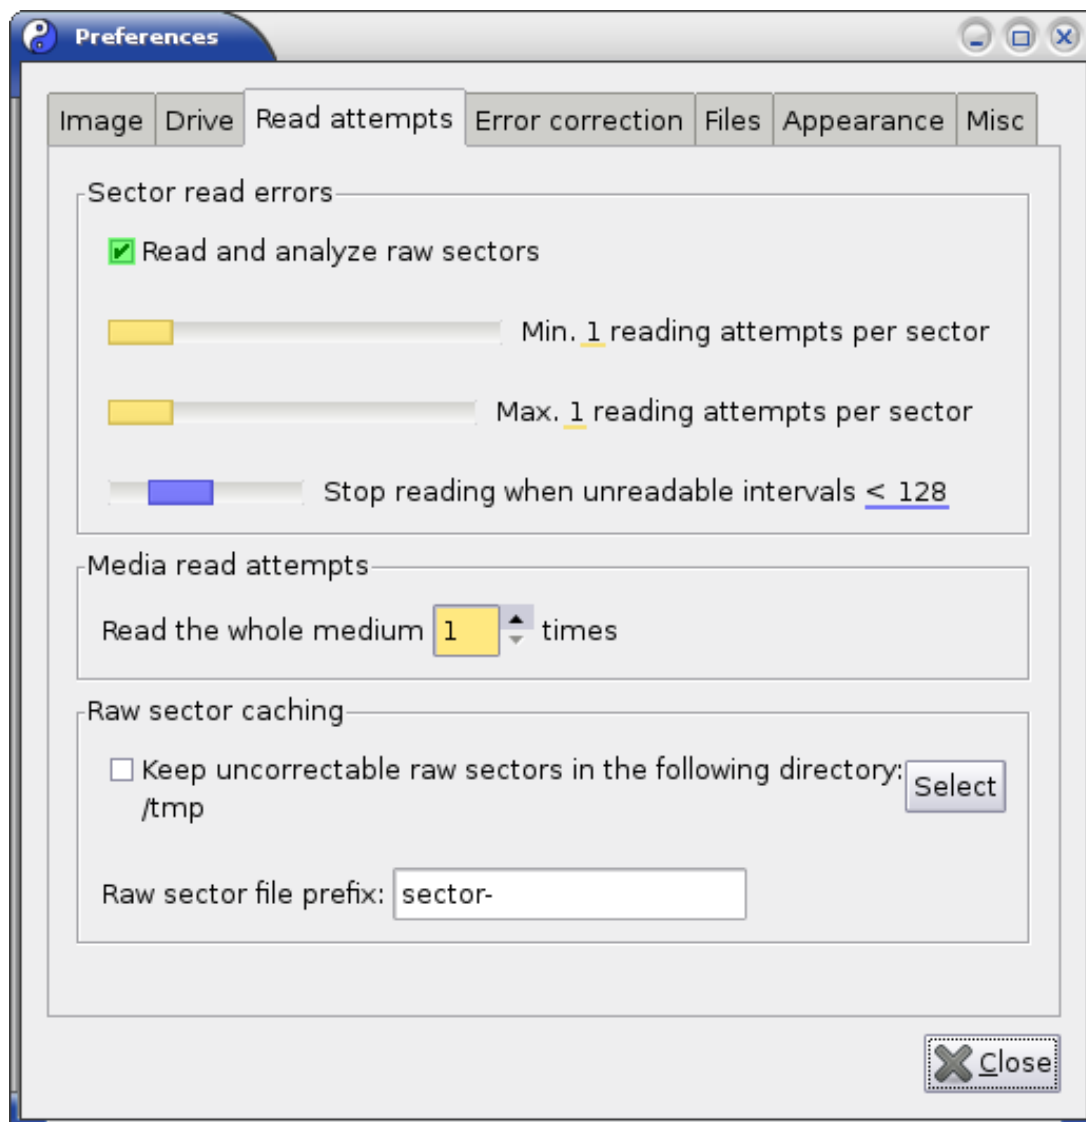 Preferences
Image Drive Read attempts Error correction Files Appearance Misc
Sector read errors
Read and analyze raw sectors
Min. 1 reading attempts per sector
Max. 1 reading attempts per sector
Stop reading when unreadable intervals < 128
Media read attempts
Read the whole medium 1 times
Raw sector caching
Keep uncorrectable raw sectors in the following directory: Select
/tmp
Raw sector file prefix: sector-
Close